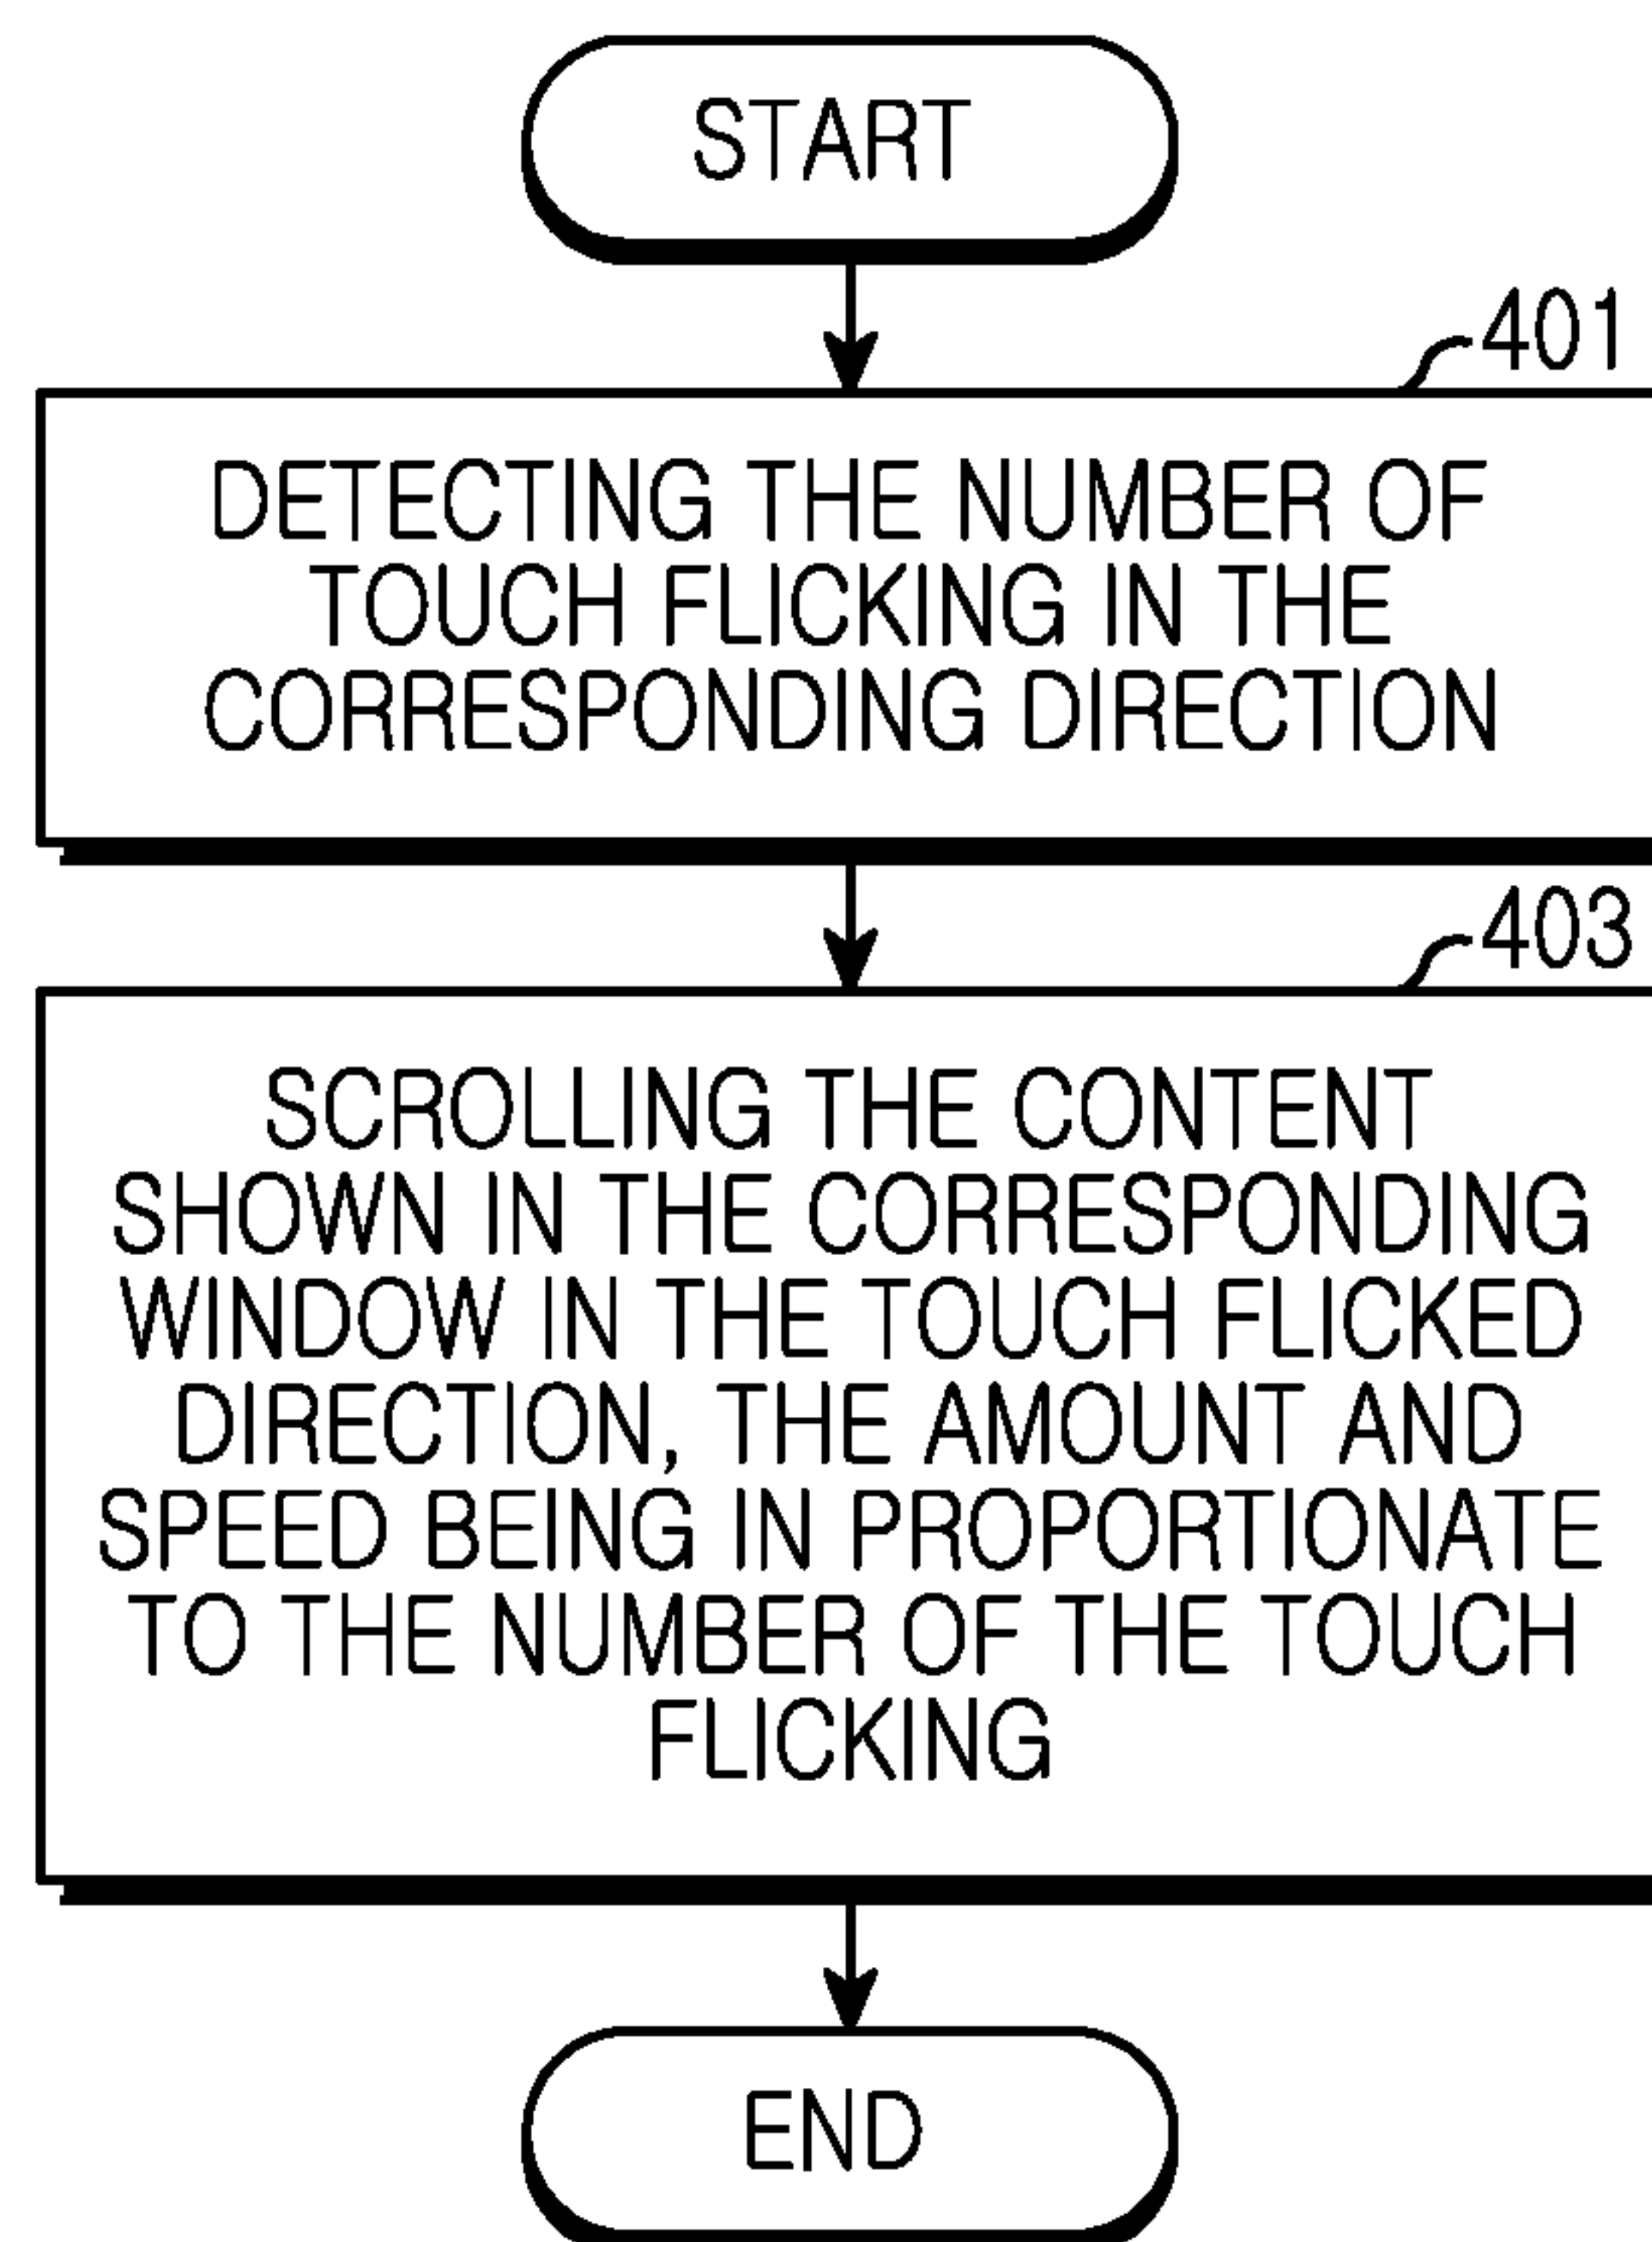 START
401
DETECTING THE NUMBER OF
TOUCH FLICKING IN THE
CORRESPONDING DIRECTION
403
SCROLLING THE CONTENT
SHOWN IN THE CORRESPONDING
WINDOW IN THE TOUCH FLICKED
DIRECTION, THE AMOUNT AND
SPEED BEING IN PROPORTIONATE
TO THE NUMBER OF THE TOUCH
FLICKING
END